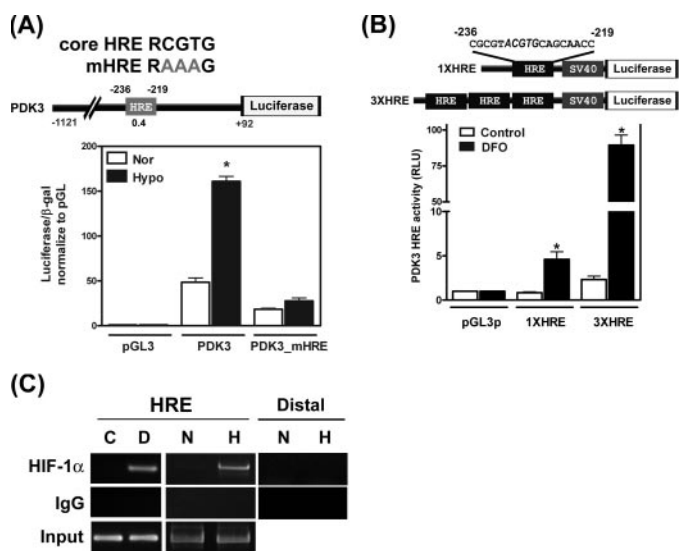 (A)
core HRE RCGTG
mHRE RAAAG
-236 -219
PDK3 HRE Luciferase
-1121 0.4 +92
Luciferase/β-gal
normalize to pGL
200
150
100
50
0
Nor
Hypo
*
pGL3 PDK3 PDK3_mHRE
(B)
-236 -219
CGCGTACGTGCAGCAACC
1XHRE HRE SV40 Luciferase
3XHRE HRE HRE HRE SV40 Luciferase
PDK3 HRE activity (RLU)
100
75
10
5
0
Control
DFO
*
*
pGL3p 1XHRE 3XHRE
(C)
HRE Distal
C D N H N H
HIF-1α
IgG
Input